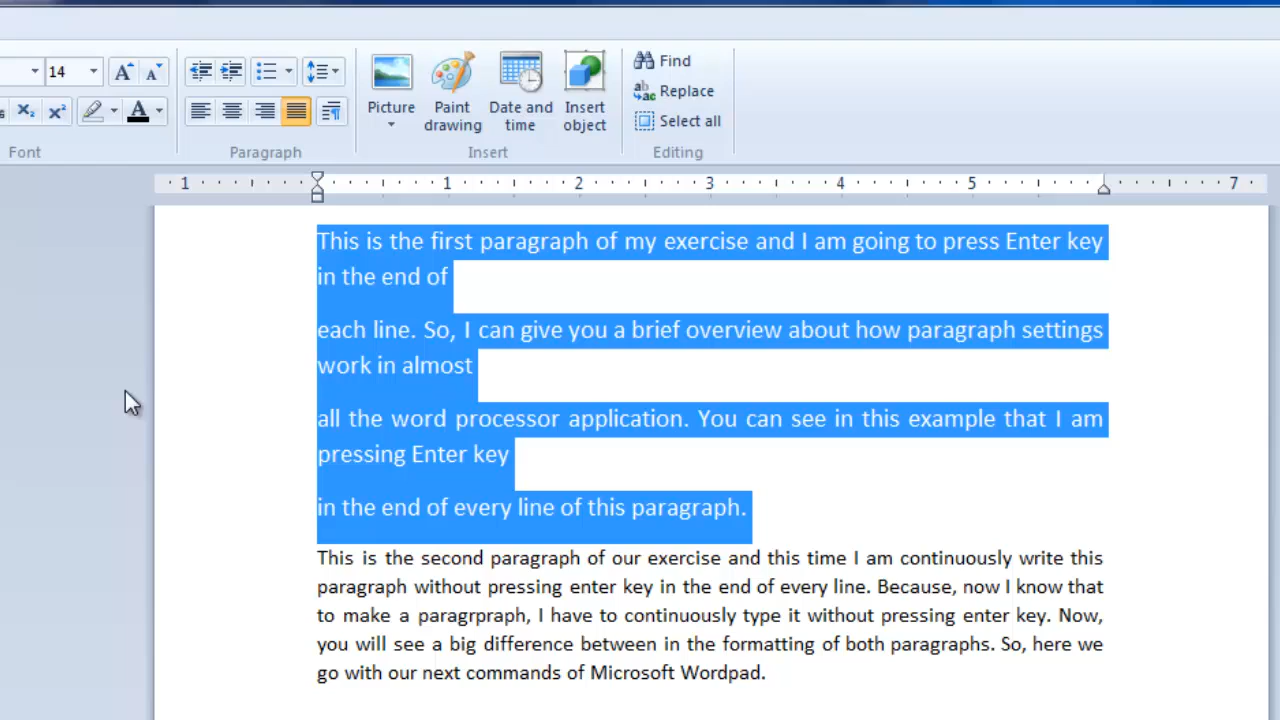 14
A A
X₂ X²
A
Picture
Paint drawing
Date and time
Insert object
Find
Replace
Select all
Font
Paragraph
Insert
Editing
1 1 2 3 4 5 7
This is the first paragraph of my exercise and I am going to press Enter key
in the end of
each line. So, I can give you a brief overview about how paragraph settings
work in almost
all the word processor application. You can see in this example that I am
pressing Enter key
in the end of every line of this paragraph.
This is the second paragraph of our exercise and this time I am continuously write this
paragraph without pressing enter key in the end of every line. Because, now I know that
to make a paragrpraph, I have to continuously type it without pressing enter key. Now,
you will see a big difference between in the formatting of both paragraphs. So, here we
go with our next commands of Microsoft Wordpad.